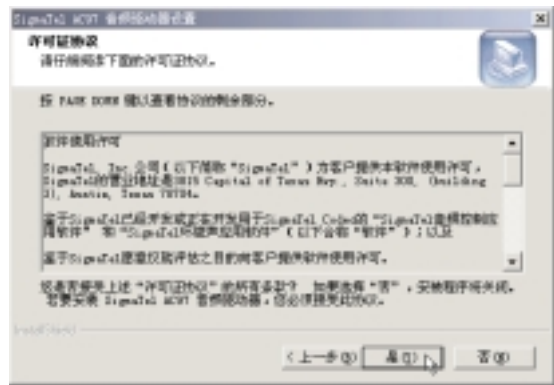 SigmaTel AC97 音频驱动器设置
许可证协议
请仔细阅读下面的许可证协议。
按 PAGE DOWN 键以查看协议的剩余部分。
软件使用许可
SigmaTel, Inc 公司(以下简称 "SigmaTel")为客户提供本软件使用许可。
SigmaTel的营业地址是3815 Capital of Texas Hwy., Suite 300, (building
3), Austin, Texas 78704.
鉴于SigmaTel已经开发或正在开发用于SigmaTel Codec的 "SigmaTel音频控制应
用软件" 和 "SigmaTel环绕声应用软件"(以下合称 "软件");以及
鉴于SigmaTel愿意仅就评估之目的向客户提供软件使用许可。
您是否接受上述 "许可证协议" 的所有条款? 如果选择 "否",安装程序将关闭。
若要安装 SigmaTel AC97 音频驱动器,您必须接受此协议。
InstallShield
<上一步(B)
是(Y)
否(N)